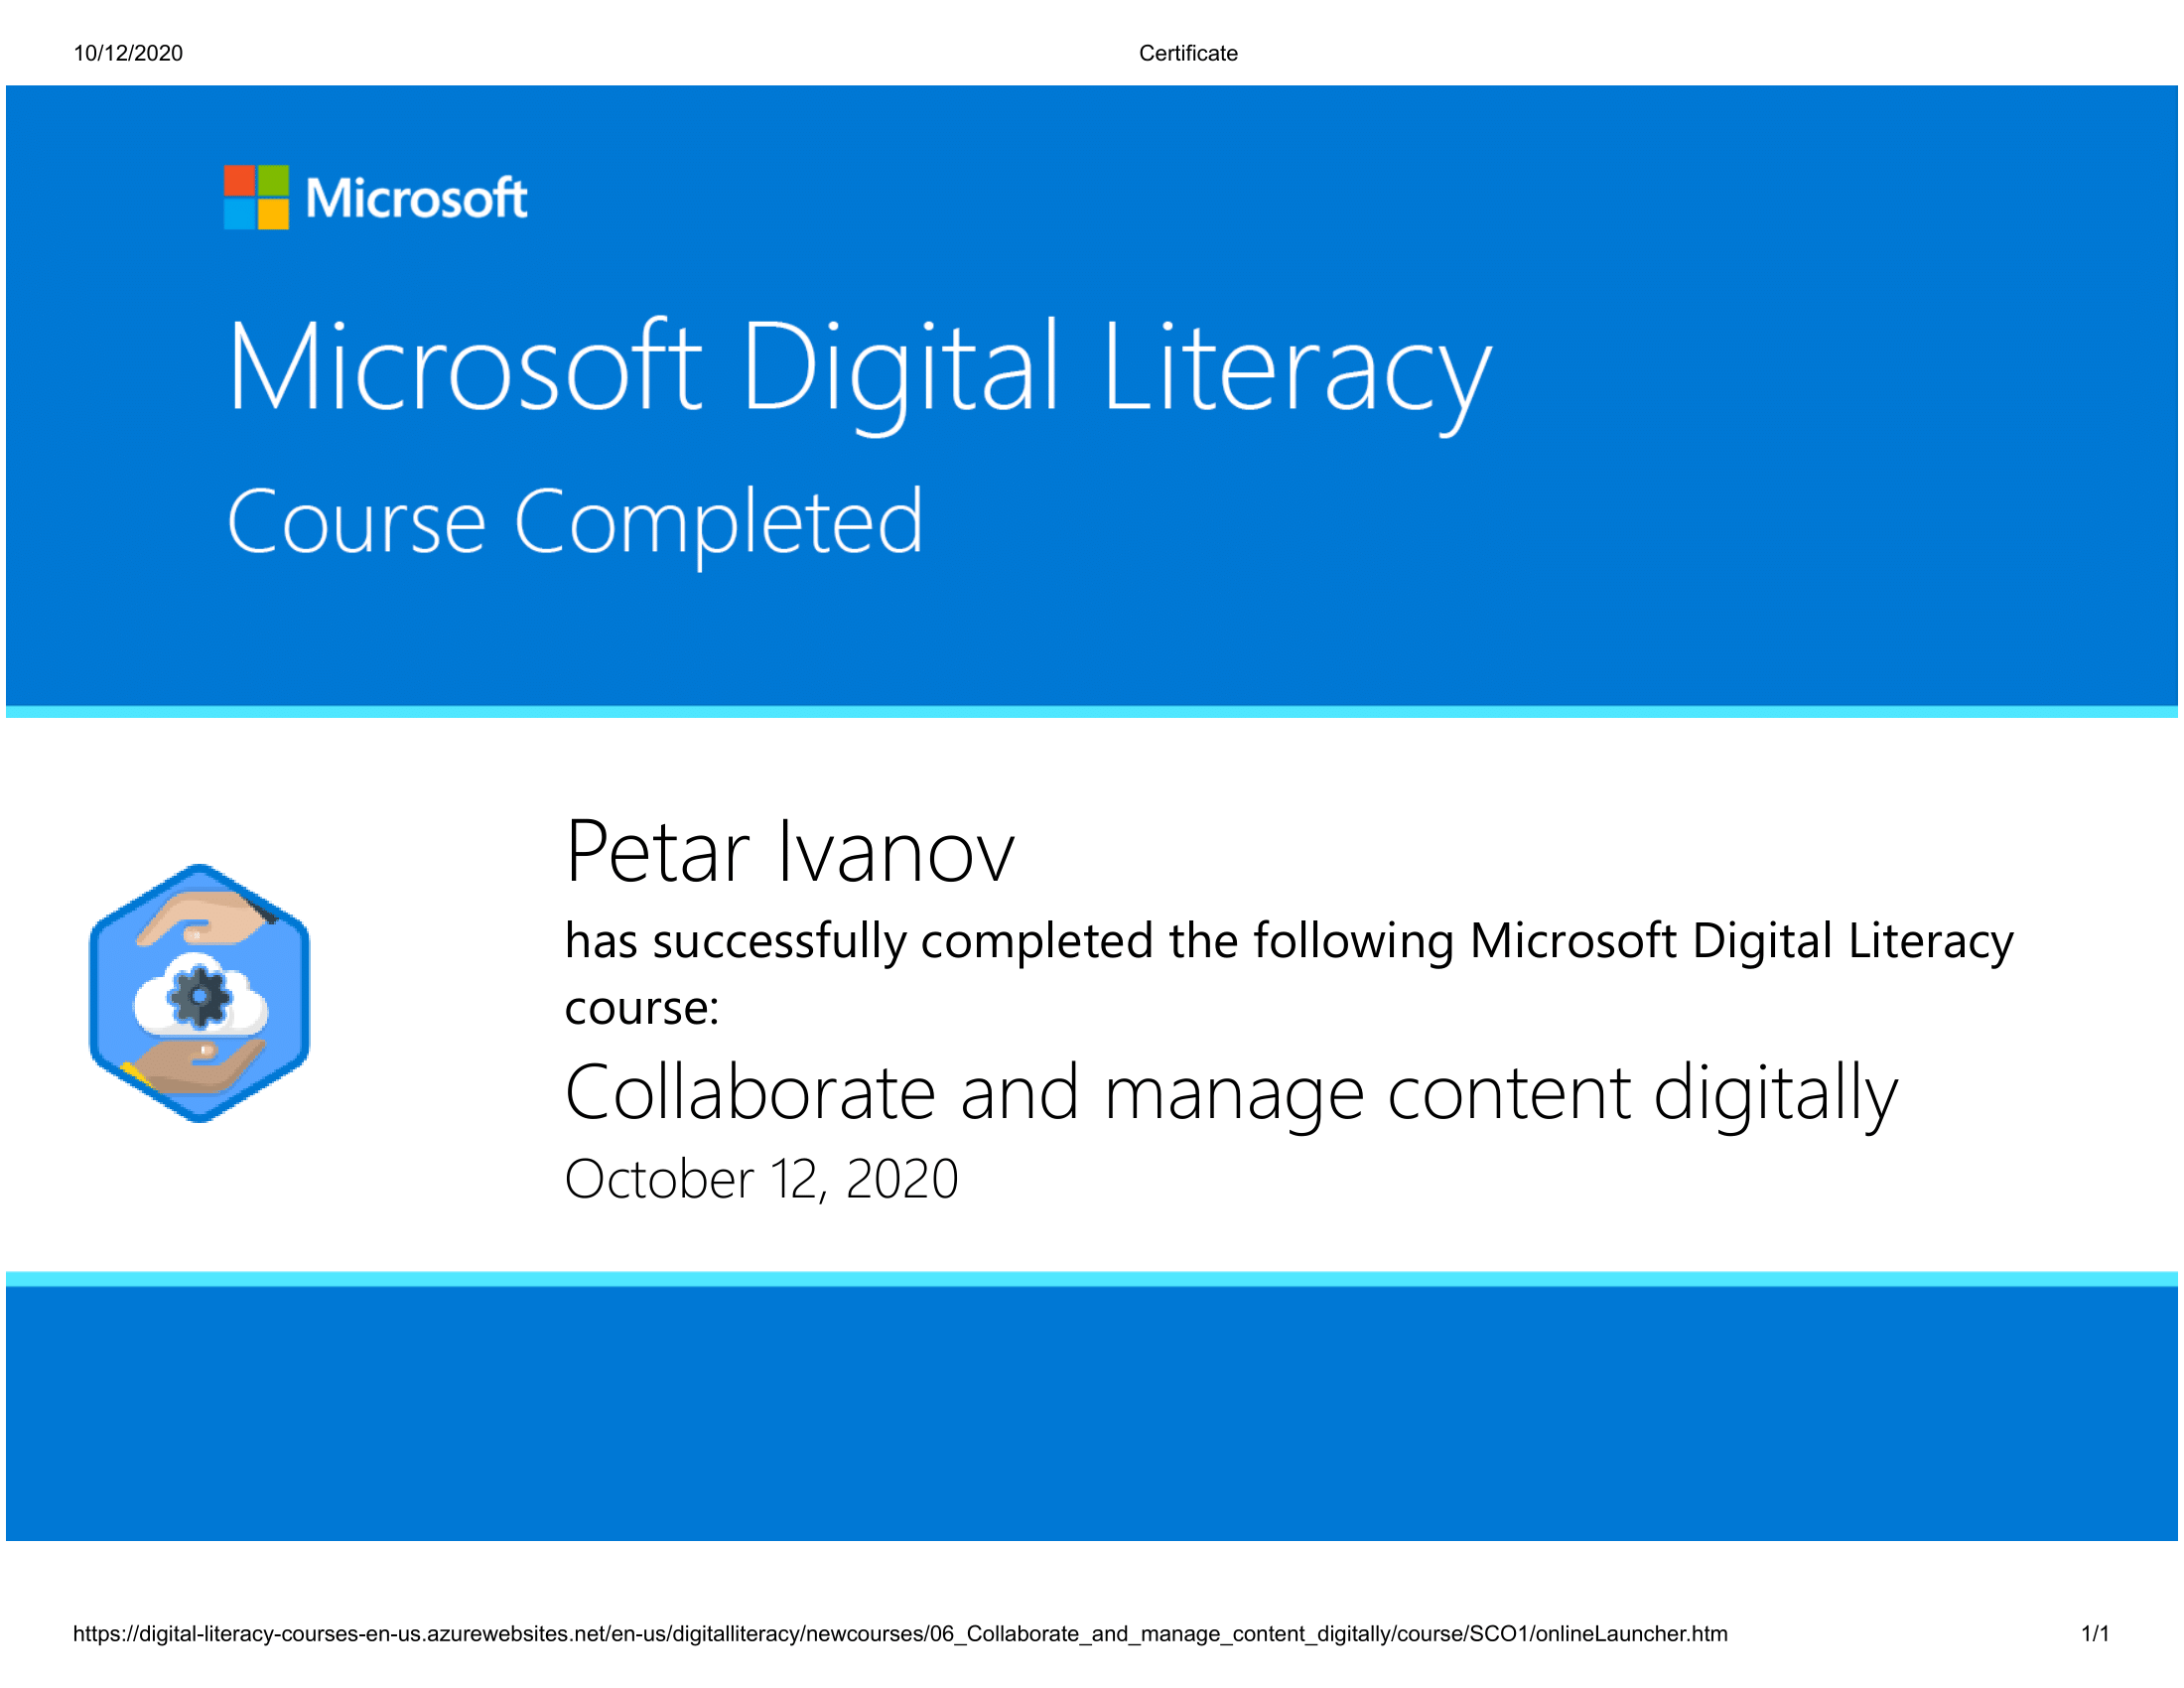 10/12/2020 Certificate
Microsoft
Microsoft Digital Literacy
Course Completed
Petar Ivanov
has successfully completed the following Microsoft Digital Literacy
course:
Collaborate and manage content digitally
October 12, 2020
https://digital-literacy-courses-en-us.azurewebsites.net/en-us/digitalliteracy/newcourses/06_Collaborate_and_manage_content_digitally/course/SCO1/onlineLauncher.htm 1/1